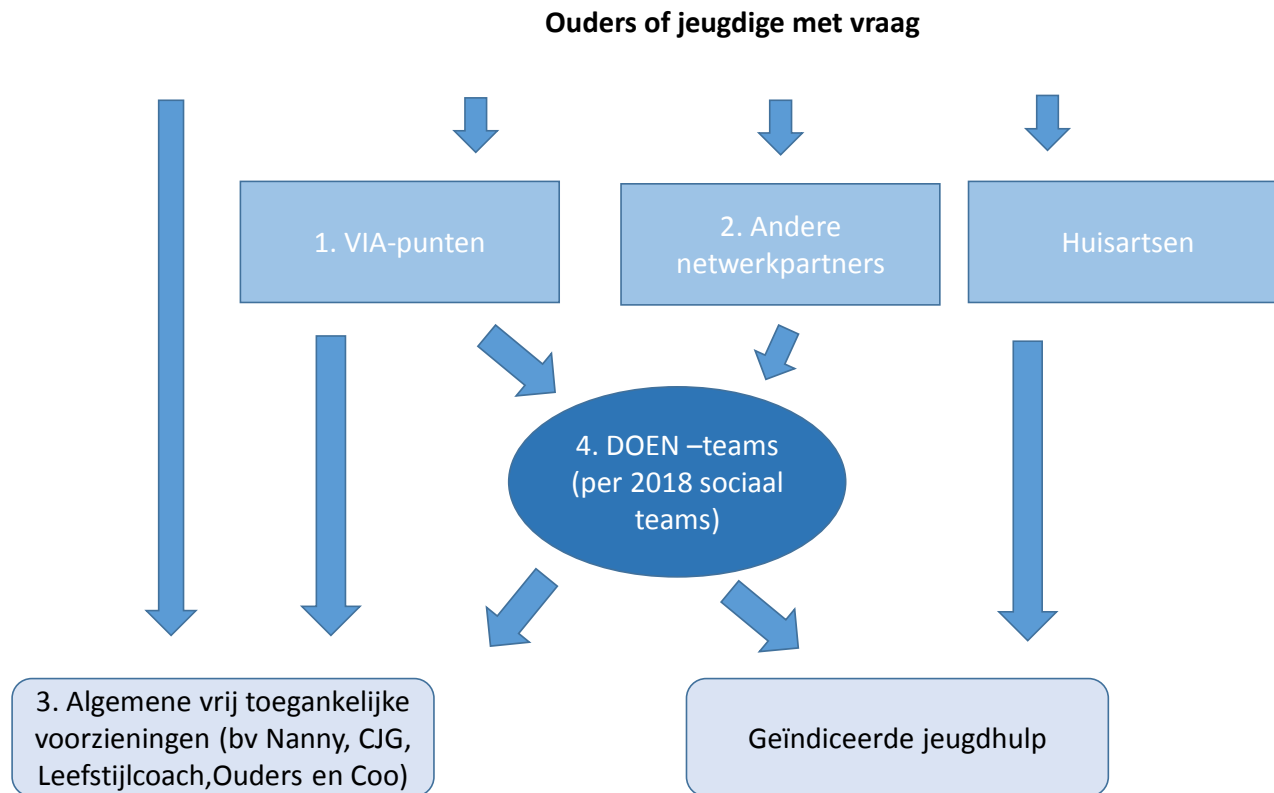 Ouders of jeugdige met vraag
1. VIA-punten
2. Andere
netwerkpartners
Huisartsen
4. DOEN –teams
(per 2018 sociaal
teams)
3. Algemene vrij toegankelijke
voorzieningen (bv Nanny, CJG,
Leefstijlcoach,Ouders en Coo)
Geïndiceerde jeugdhulp